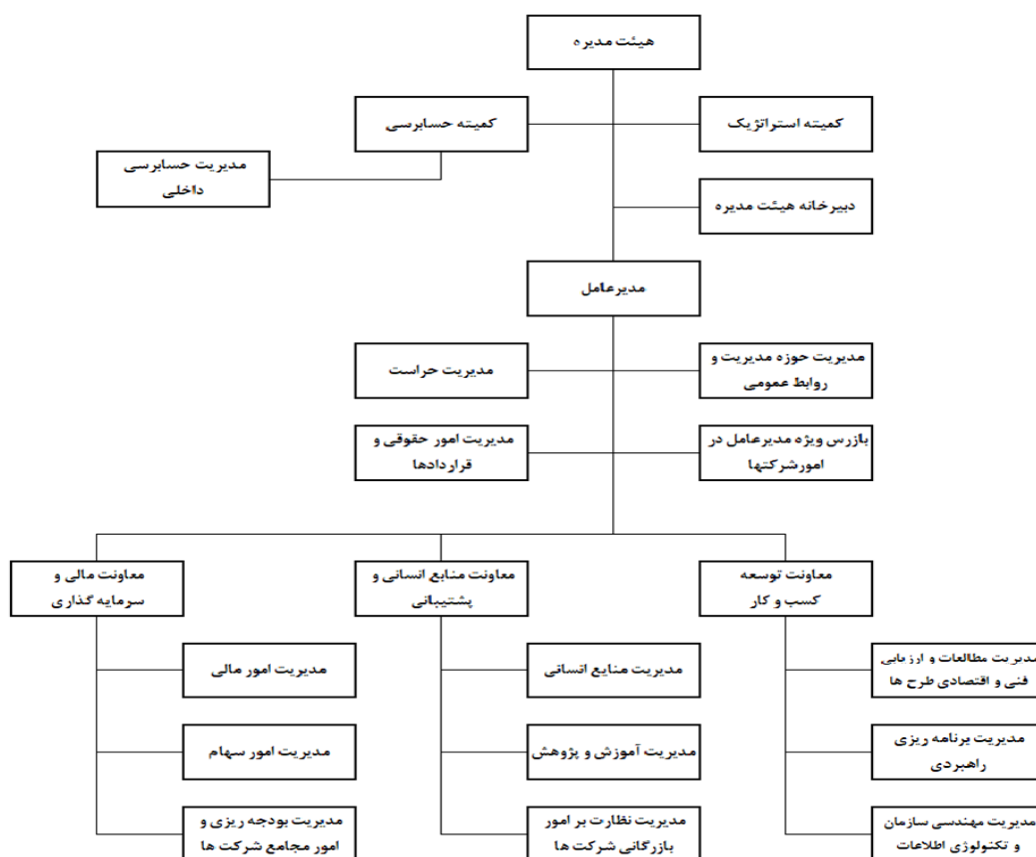 هیئت مدیره
کمیته استراتژیک
کمیته حسابرسی
مدیریت حسابرسی
داخلی
دبیرخانه هیئت مدیره
مدیرعامل
مدیریت حوزه مدیریت و
روابط عمومی
مدیریت حراست
بازرس ویژه مدیرعامل در
امورشرکتها
مدیریت امور حقوقی و
قراردادها
معاونت توسعه
کسب و کار
معاونت منابع انسانی و
پشتیبانی
معاونت مالی و
سرمایه گذاری
مدیریت مطالعات و ارزیابی
فنی و اقتصادی طرح ها
مدیریت منابع انسانی
مدیریت امور مالی
مدیریت برنامه ریزی
راهبردی
مدیریت آموزش و پژوهش
مدیریت امور سهام
مدیریت مهندسی سازمان
و تکنولوژی اطلاعات
مدیریت نظارت بر امور
بازرگانی شرکت ها
مدیریت بودجه ریزی و
امور مجامع شرکت ها